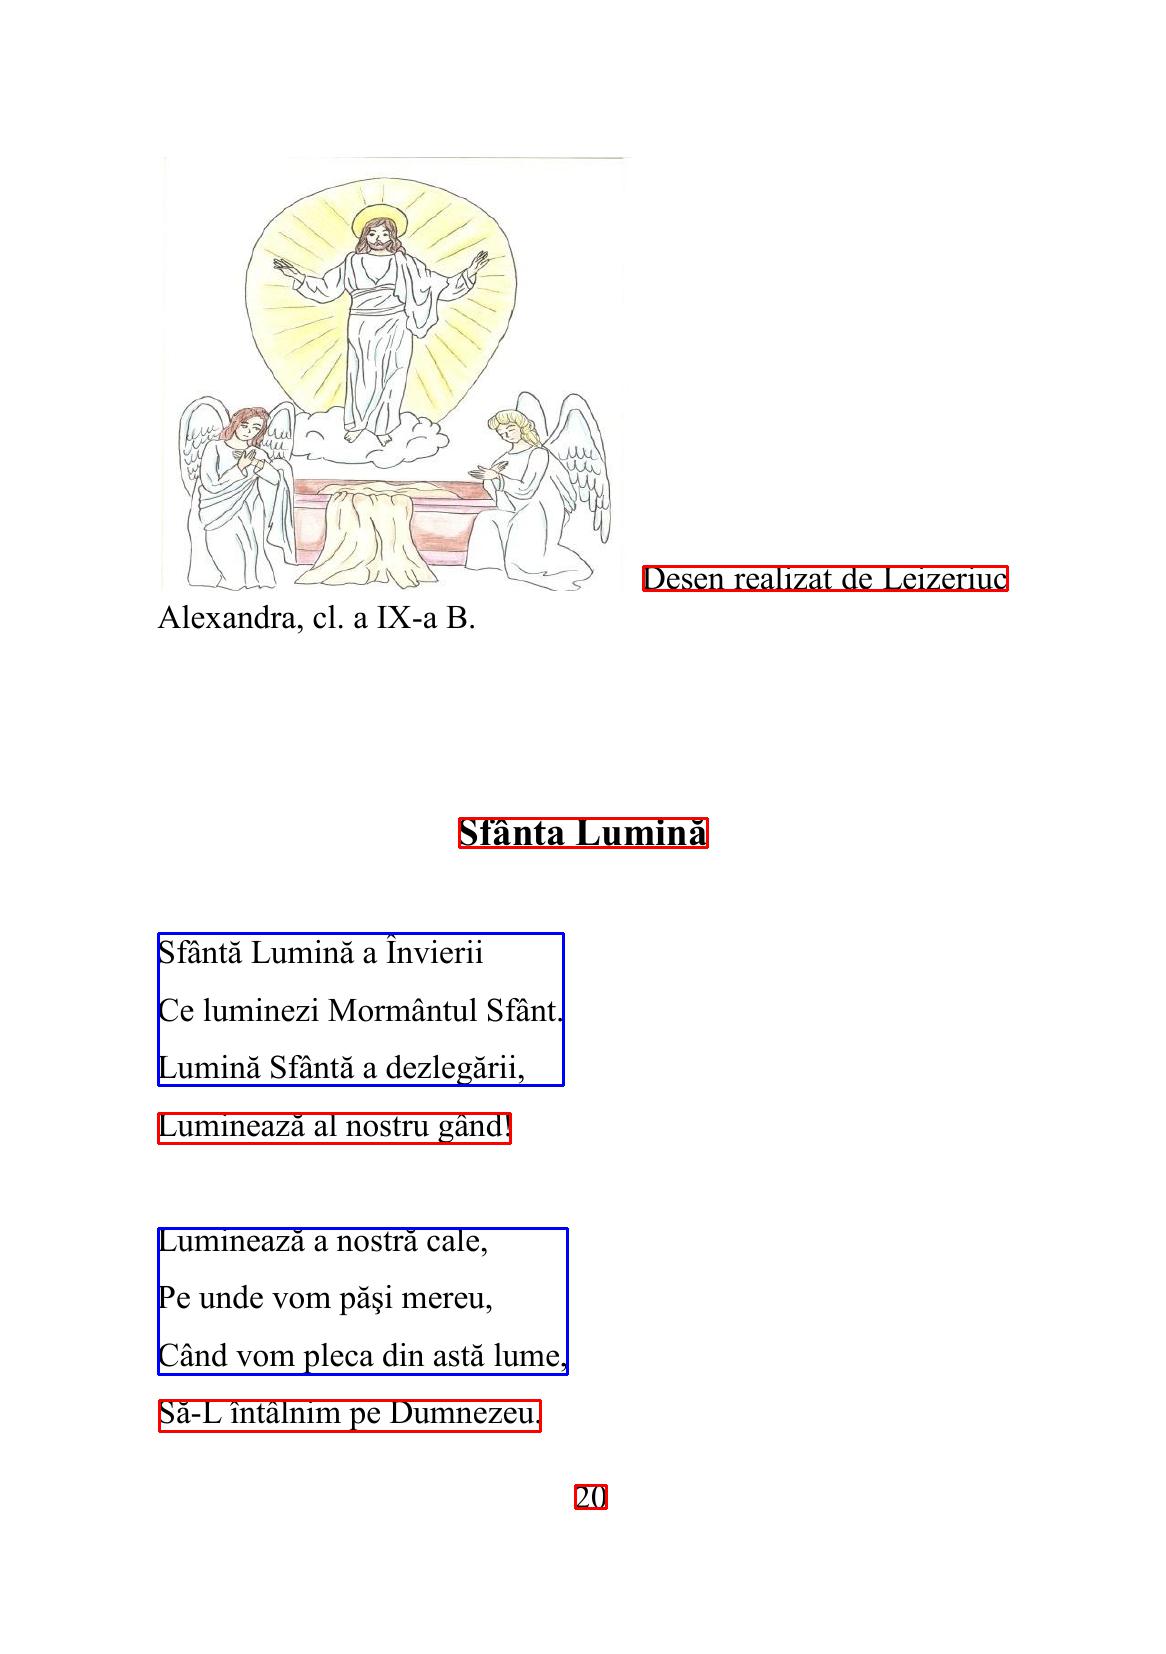 Desen realizat de Leizeriuc
Alexandra, cl. a IX-a B.
Sfânta Lumină
Sfântă Lumină a Învierii
Ce luminezi Mormântul Sfânt.
Lumină Sfântă a dezlegării,
Luminează al nostru gând!
Luminează a nostră cale,
Pe unde vom păşi mereu,
Când vom pleca din astă lume,
Să-L întâlnim pe Dumnezeu.
20